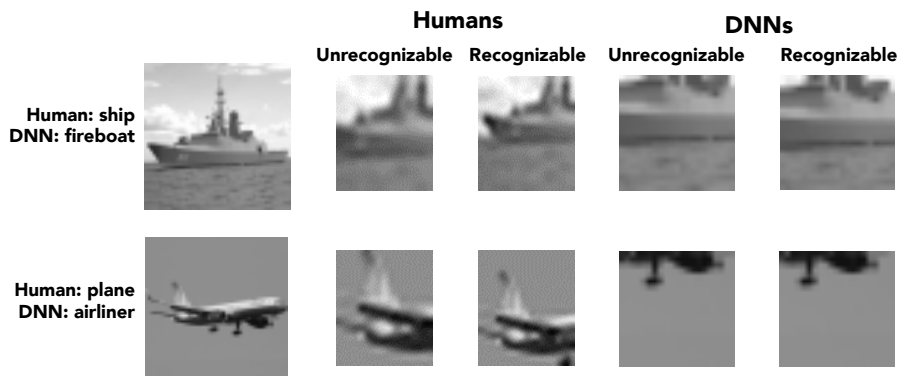 Humans
DNNs
Unrecognizable Recognizable Unrecognizable Recognizable
Human: ship
DNN: fireboat
Human: plane
DNN: airliner